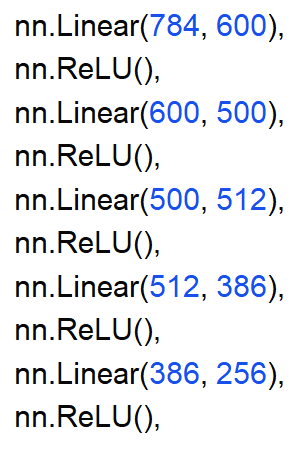 nn.Linear(784, 600),
nn.ReLU(),
nn.Linear(600, 500),
nn.ReLU(),
nn.Linear(500, 512),
nn.ReLU(),
nn.Linear(512, 386),
nn.ReLU(),
nn.Linear(386, 256),
nn.ReLU(),